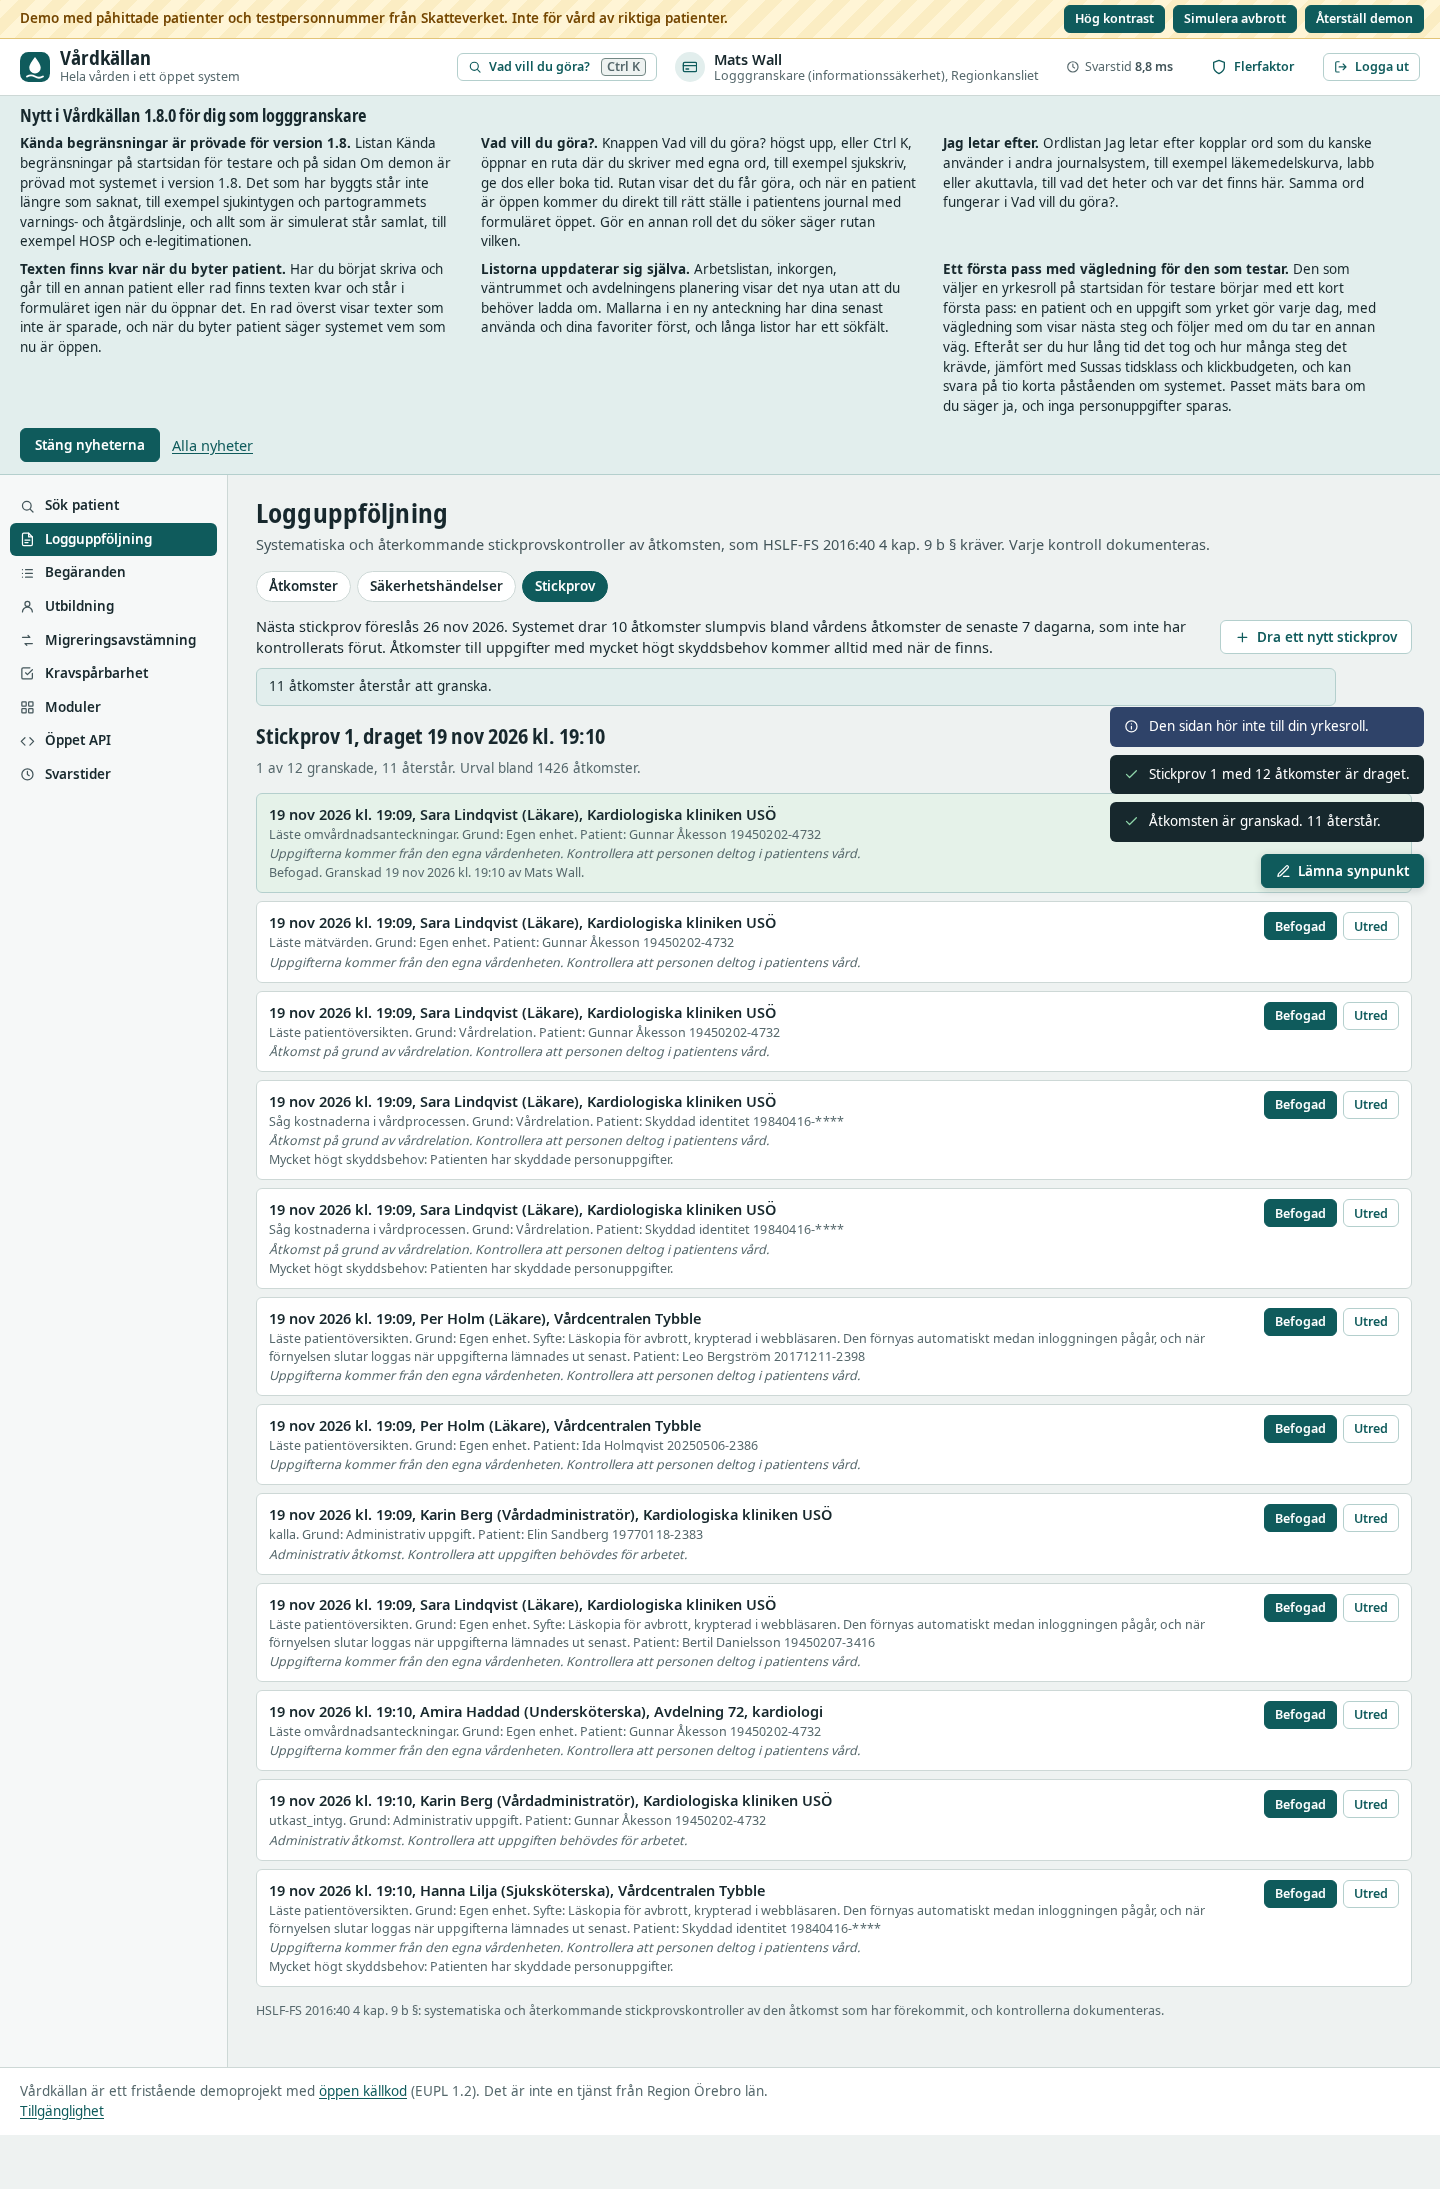 Demo med påhittade patienter och testpersonnummer från Skatteverket. Inte för vård av riktiga patienter.
Hög kontrast
Simulera avbrott
Återställ demon
Vårdkällan
Hela vården i ett öppet system
Vad vill du göra? Ctrl K
Mats Wall
Logggranskare (informationssäkerhet), Regionkansliet
Svarstid 8,8 ms
Flerfaktor
Logga ut
Nytt i Vårdkällan 1.8.0 för dig som logggranskare
Kända begränsningar är prövade för version 1.8. Listan Kända
begränsningar på startsidan för testare och på sidan Om demon är
prövad mot systemet i version 1.8. Det som har byggts står inte
längre som saknat, till exempel sjukintygen och partogrammets
varnings- och åtgärdslinje, och allt som är simulerat står samlat, till
exempel HOSP och e-legitimationen.
Vad vill du göra?. Knappen Vad vill du göra? högst upp, eller Ctrl K,
öppnar en ruta där du skriver med egna ord, till exempel sjukskriv,
ge dos eller boka tid. Rutan visar det du får göra, och när en patient
är öppen kommer du direkt till rätt ställe i patientens journal med
formuläret öppet. Gör en annan roll det du söker säger rutan
vilken.
Jag letar efter. Ordlistan Jag letar efter kopplar ord som du kanske
använder i andra journalsystem, till exempel läkemedelskurva, labb
eller akuttavla, till vad det heter och var det finns här. Samma ord
fungerar i Vad vill du göra?.
Texten finns kvar när du byter patient. Har du börjat skriva och
går till en annan patient eller rad finns texten kvar och står i
formuläret igen när du öppnar det. En rad överst visar texter som
inte är sparade, och när du byter patient säger systemet vem som
nu är öppen.
Listorna uppdaterar sig själva. Arbetslistan, inkorgen,
väntrummet och avdelningens planering visar det nya utan att du
behöver ladda om. Mallarna i en ny anteckning har dina senast
använda och dina favoriter först, och långa listor har ett sökfält.
Ett första pass med vägledning för den som testar. Den som
väljer en yrkesroll på startsidan för testare börjar med ett kort
första pass: en patient och en uppgift som yrket gör varje dag, med
vägledning som visar nästa steg och följer med om du tar en annan
väg. Efteråt ser du hur lång tid det tog och hur många steg det
krävde, jämfört med Sussas tidsklass och klickbudgeten, och kan
svara på tio korta påståenden om systemet. Passet mäts bara om
du säger ja, och inga personuppgifter sparas.
Stäng nyheterna
Alla nyheter
Sök patient
Logguppföljning
Begäranden
Utbildning
Migreringsavstämning
Kravspårbarhet
Moduler
Öppet API
Svarstider
Logguppföljning
Systematiska och återkommande stickprovskontroller av åtkomsten, som HSLF-FS 2016:40 4 kap. 9 b § kräver. Varje kontroll dokumenteras.
Åtkomster
Säkerhetshändelser
Stickprov
Nästa stickprov föreslås 26 nov 2026. Systemet drar 10 åtkomster slumpvis bland vårdens åtkomster de senaste 7 dagarna, som inte har
kontrollerats förut. Åtkomster till uppgifter med mycket högt skyddsbehov kommer alltid med när de finns.
Dra ett nytt stickprov
11 åtkomster återstår att granska.
Stickprov 1, draget 19 nov 2026 kl. 19:10
1 av 12 granskade, 11 återstår. Urval bland 1426 åtkomster.
Den sidan hör inte till din yrkesroll.
Stickprov 1 med 12 åtkomster är draget.
Åtkomsten är granskad. 11 återstår.
Lämna synpunkt
19 nov 2026 kl. 19:10, Sara Lindqvist (Läkare), Kardiologiska kliniken USÖ
Läste omvårdnadsanteckningar. Grund: Egen enhet. Patient: Gunnar Åkesson 19450202-4732
Uppgifterna kommer från den egna vårdenheten. Kontrollera att personen deltog i patientens vård.
Befogad. Granskad 19 nov 2026 kl. 19:10 av Mats Wall.
19 nov 2026 kl. 19:09, Sara Lindqvist (Läkare), Kardiologiska kliniken USÖ
Befogad Utred
Läste mätvärden. Grund: Egen enhet. Patient: Gunnar Åkesson 19450202-4732
Uppgifterna kommer från den egna vårdenheten. Kontrollera att personen deltog i patientens vård.
19 nov 2026 kl. 19:09, Sara Lindqvist (Läkare), Kardiologiska kliniken USÖ
Befogad Utred
Läste patientöversikten. Grund: Vårdrelation. Patient: Gunnar Åkesson 19450202-4732
Åtkomst på grund av vårdrelation. Kontrollera att personen deltog i patientens vård.
19 nov 2026 kl. 19:09, Sara Lindqvist (Läkare), Kardiologiska kliniken USÖ
Befogad Utred
Såg kostnaderna i vårdprocessen. Grund: Vårdrelation. Patient: Skyddad identitet 19840416-****
Åtkomst på grund av vårdrelation. Kontrollera att personen deltog i patientens vård.
Mycket högt skyddsbehov: Patienten har skyddade personuppgifter.
19 nov 2026 kl. 19:09, Sara Lindqvist (Läkare), Kardiologiska kliniken USÖ
Befogad Utred
Såg kostnaderna i vårdprocessen. Grund: Vårdrelation. Patient: Skyddad identitet 19840416-****
Åtkomst på grund av vårdrelation. Kontrollera att personen deltog i patientens vård.
Mycket högt skyddsbehov: Patienten har skyddade personuppgifter.
19 nov 2026 kl. 19:09, Per Holm (Läkare), Vårdcentralen Tybble
Befogad Utred
Läste patientöversikten. Grund: Egen enhet. Syfte: Läskopia för avbrott, krypterad i webbläsaren. Den förnyas automatiskt medan inloggningen pågår, och när
förnyelsen slutar loggas när uppgifterna lämnades ut senast. Patient: Leo Bergström 20171211-2398
Uppgifterna kommer från den egna vårdenheten. Kontrollera att personen deltog i patientens vård.
19 nov 2026 kl. 19:09, Per Holm (Läkare), Vårdcentralen Tybble
Befogad Utred
Läste patientöversikten. Grund: Egen enhet. Patient: Ida Holmqvist 20250506-2386
Uppgifterna kommer från den egna vårdenheten. Kontrollera att personen deltog i patientens vård.
19 nov 2026 kl. 19:09, Karin Berg (Vårdadministratör), Kardiologiska kliniken USÖ
Befogad Utred
kalla. Grund: Administrativ uppgift. Patient: Elin Sandberg 19770118-2383
Administrativ åtkomst. Kontrollera att uppgiften behövdes för arbetet.
19 nov 2026 kl. 19:09, Sara Lindqvist (Läkare), Kardiologiska kliniken USÖ
Befogad Utred
Läste patientöversikten. Grund: Egen enhet. Syfte: Läskopia för avbrott, krypterad i webbläsaren. Den förnyas automatiskt medan inloggningen pågår, och när
förnyelsen slutar loggas när uppgifterna lämnades ut senast. Patient: Bertil Danielsson 19450207-3416
Uppgifterna kommer från den egna vårdenheten. Kontrollera att personen deltog i patientens vård.
19 nov 2026 kl. 19:10, Amira Haddad (Undersköterska), Avdelning 72, kardiologi
Befogad Utred
Läste omvårdnadsanteckningar. Grund: Egen enhet. Patient: Gunnar Åkesson 19450202-4732
Uppgifterna kommer från den egna vårdenheten. Kontrollera att personen deltog i patientens vård.
19 nov 2026 kl. 19:10, Karin Berg (Vårdadministratör), Kardiologiska kliniken USÖ
Befogad Utred
utkast_intyg. Grund: Administrativ uppgift. Patient: Gunnar Åkesson 19450202-4732
Administrativ åtkomst. Kontrollera att uppgiften behövdes för arbetet.
19 nov 2026 kl. 19:10, Hanna Lilja (Sjuksköterska), Vårdcentralen Tybble
Befogad Utred
Läste patientöversikten. Grund: Egen enhet. Syfte: Läskopia för avbrott, krypterad i webbläsaren. Den förnyas automatiskt medan inloggningen pågår, och när
förnyelsen slutar loggas när uppgifterna lämnades ut senast. Patient: Skyddad identitet 19840416-****
Uppgifterna kommer från den egna vårdenheten. Kontrollera att personen deltog i patientens vård.
Mycket högt skyddsbehov: Patienten har skyddade personuppgifter.
HSLF-FS 2016:40 4 kap. 9 b §: systematiska och återkommande stickprovskontroller av den åtkomst som har förekommit, och kontrollerna dokumenteras.
Vårdkällan är ett fristående demoprojekt med öppen källkod (EUPL 1.2). Det är inte en tjänst från Region Örebro län.
Tillgänglighet